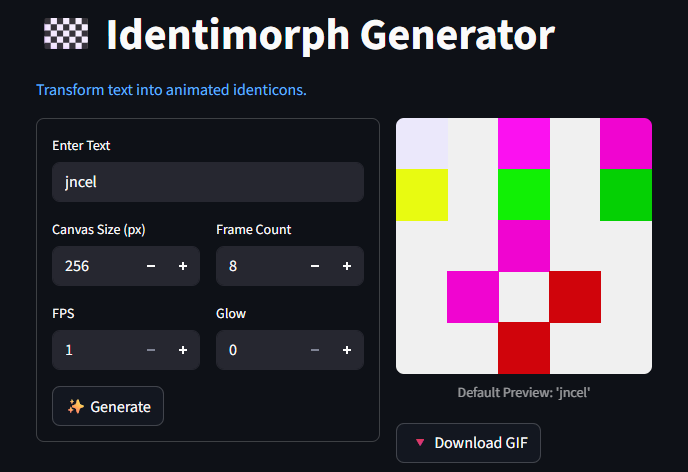 Identimorph Generator
Transform text into animated identicons.
Enter Text
jncel
Canvas Size (px)
Frame Count
256
8
FPS
Glow
1
0
✨ Generate
Default Preview: 'jncel'
🔻 Download GIF